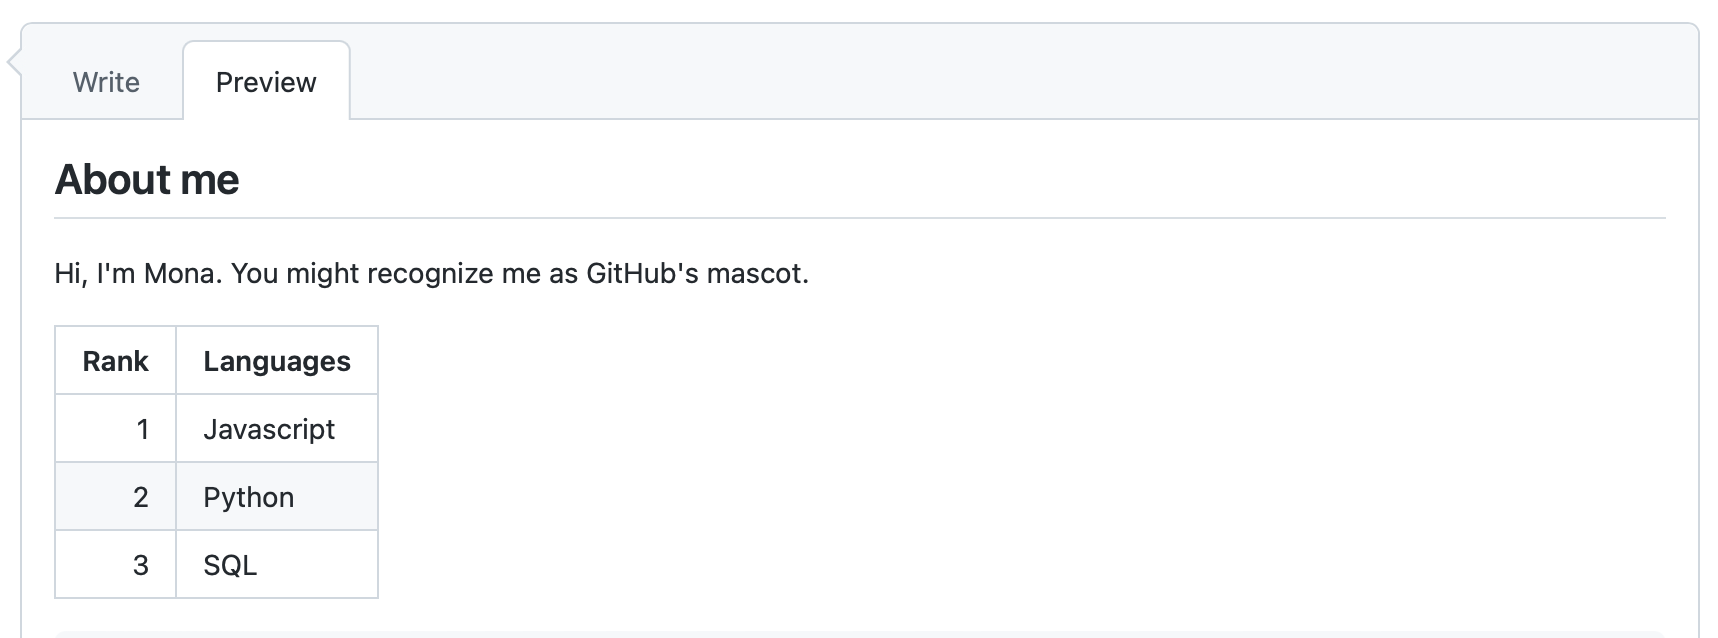 Write Preview
About me
Hi, I'm Mona. You might recognize me as GitHub's mascot.
Rank Languages
1 Javascript
2 Python
3 SQL